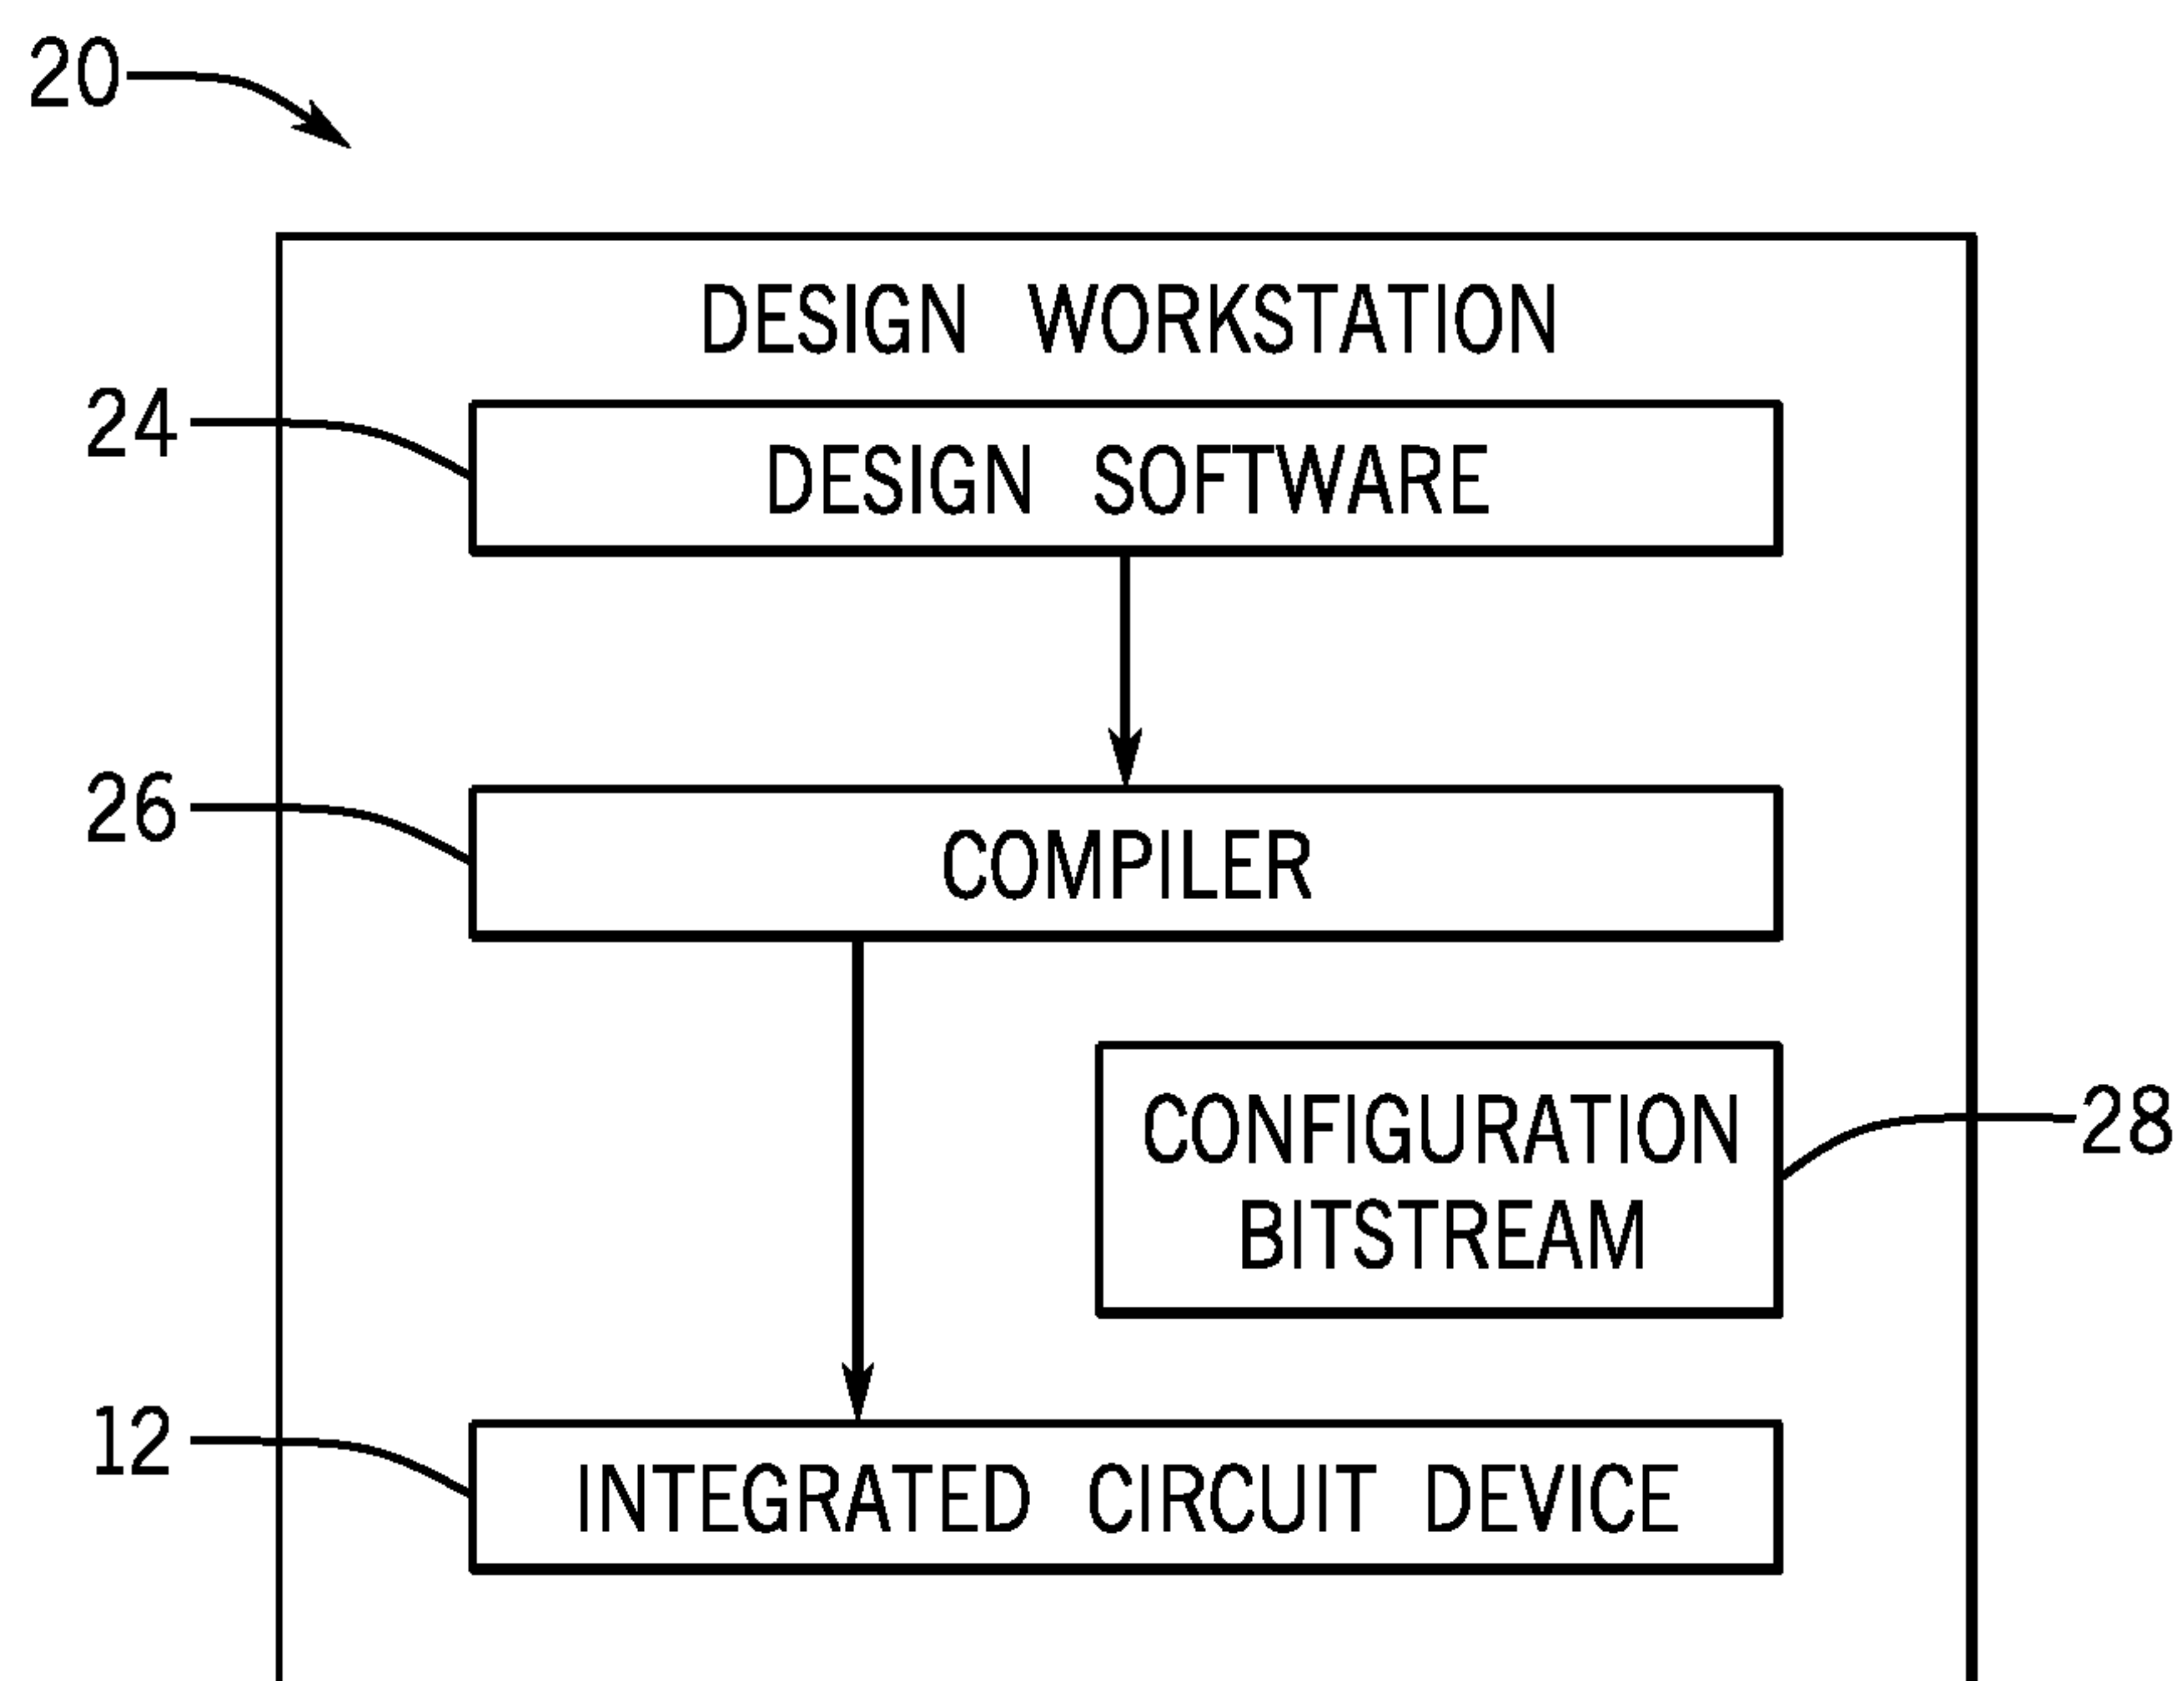 20
DESIGN WORKSTATION
24
DESIGN SOFTWARE
26
COMPILER
CONFIGURATION
BITSTREAM
28
12
INTEGRATED CIRCUIT DEVICE